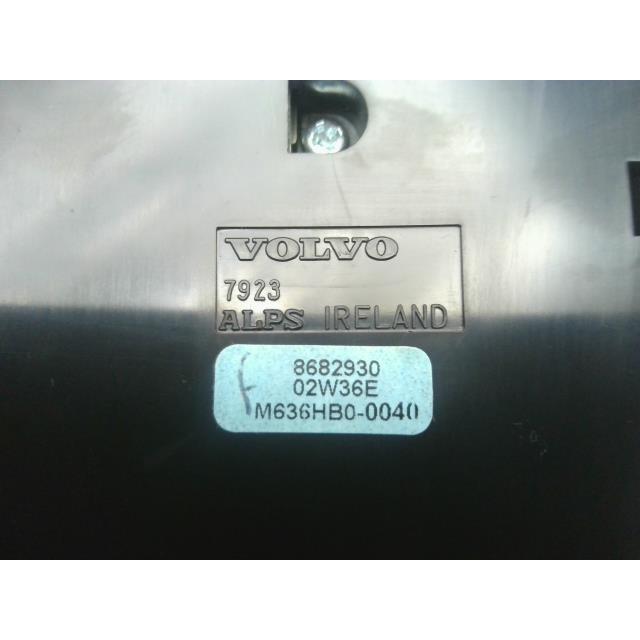 VOLVO
7923
ALPS IRELAND
8682930
02W36E
M636HB0-0040